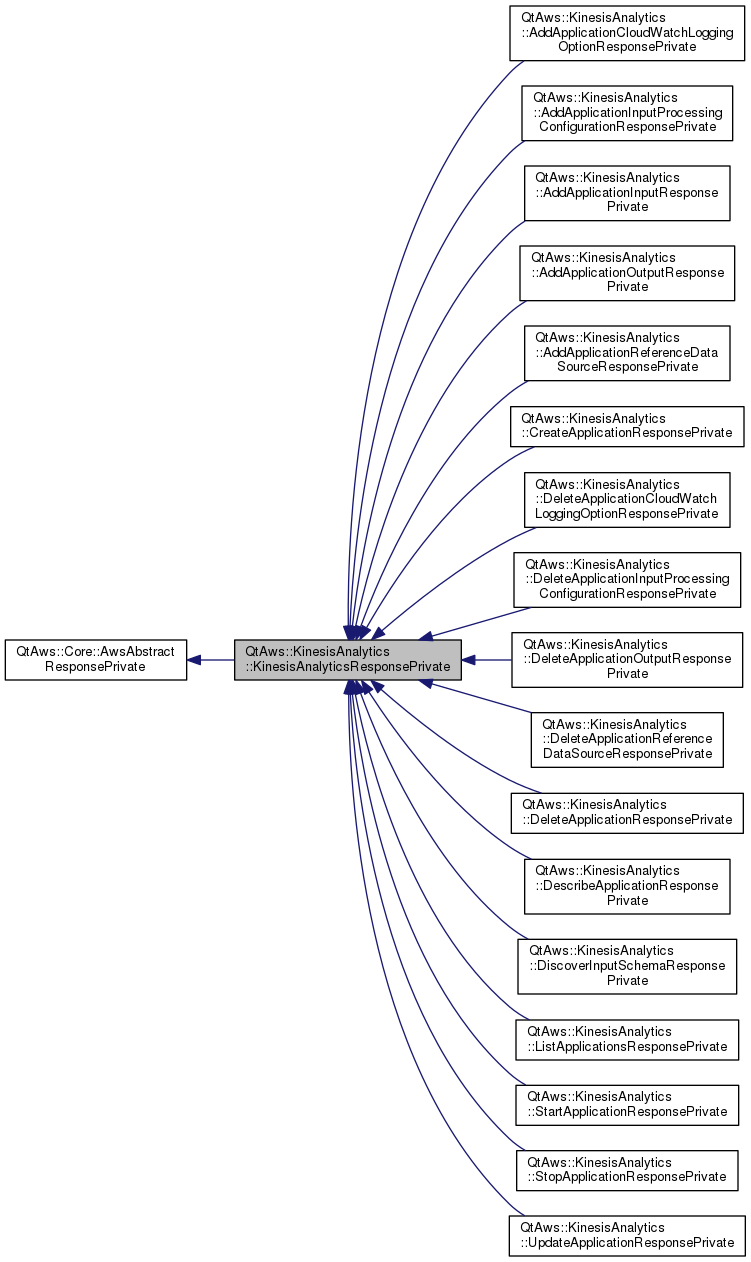 QtAws::KinesisAnalytics
::AddApplicationCloudWatchLogging
OptionResponsePrivate
QtAws::KinesisAnalytics
::AddApplicationInputProcessing
ConfigurationResponsePrivate
QtAws::KinesisAnalytics
::AddApplicationInputResponse
Private
QtAws::KinesisAnalytics
::AddApplicationOutputResponse
Private
QtAws::KinesisAnalytics
::AddApplicationReferenceData
SourceResponsePrivate
QtAws::KinesisAnalytics
::CreateApplicationResponsePrivate
QtAws::KinesisAnalytics
::DeleteApplicationCloudWatch
LoggingOptionResponsePrivate
QtAws::KinesisAnalytics
::DeleteApplicationInputProcessing
ConfigurationResponsePrivate
QtAws::Core::AwsAbstract
ResponsePrivate
QtAws::KinesisAnalytics
::KinesisAnalyticsResponsePrivate
QtAws::KinesisAnalytics
::DeleteApplicationOutputResponse
Private
QtAws::KinesisAnalytics
::DeleteApplicationReference
DataSourceResponsePrivate
QtAws::KinesisAnalytics
::DeleteApplicationResponsePrivate
QtAws::KinesisAnalytics
::DescribeApplicationResponse
Private
QtAws::KinesisAnalytics
::DiscoverInputSchemaResponse
Private
QtAws::KinesisAnalytics
::ListApplicationsResponsePrivate
QtAws::KinesisAnalytics
::StartApplicationResponsePrivate
QtAws::KinesisAnalytics
::StopApplicationResponsePrivate
QtAws::KinesisAnalytics
::UpdateApplicationResponsePrivate